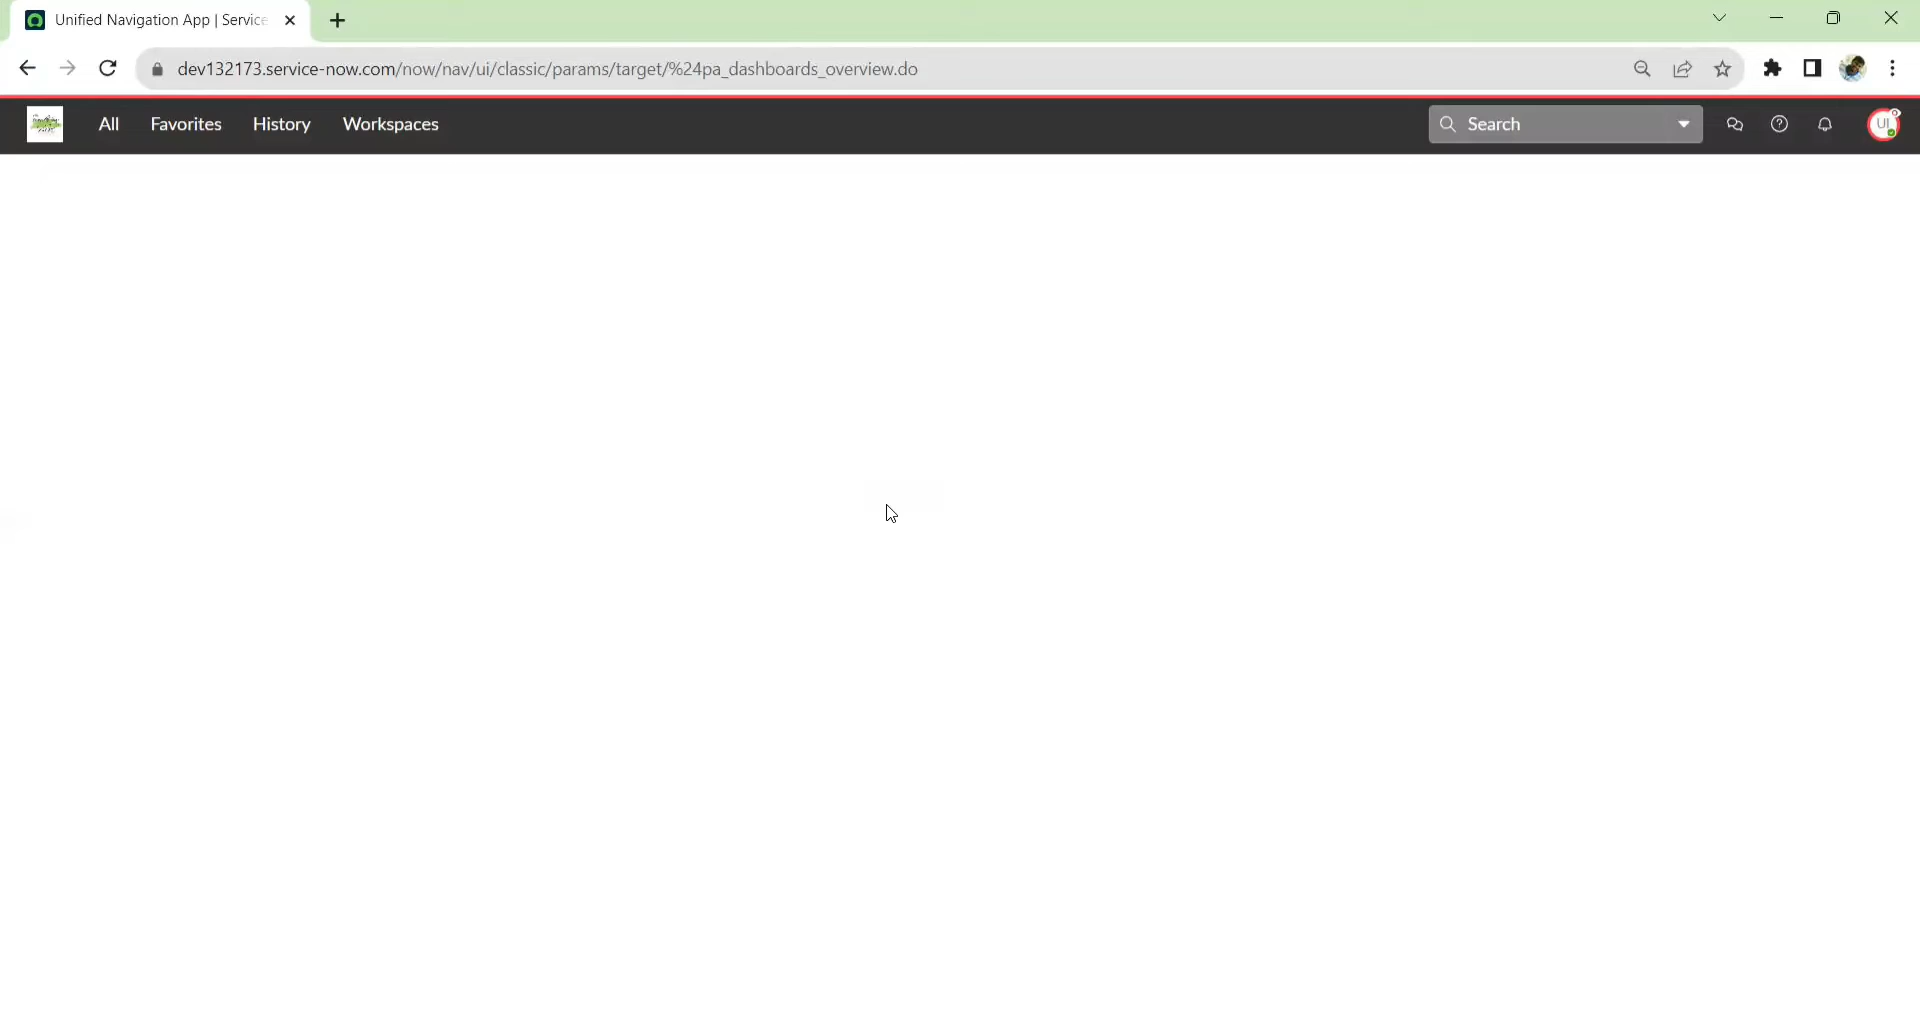 Unified Navigation App | Service
dev132173.service-now.com/now/nav/ui/classic/params/target/%24pa_dashboards_overview.do
All Favorites History Workspaces Search UI